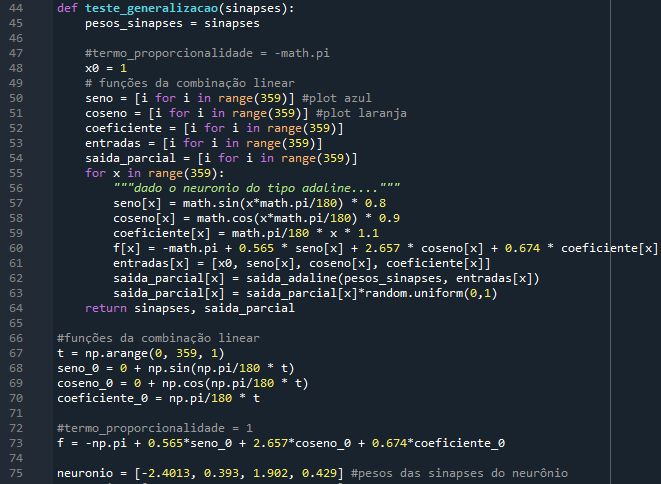 44 def teste_generalizacao(sinapses):
45 pesos_sinapses = sinapses
46
47 #termo_proporcionalidade = -math.pi
48 x0 = 1
49 # funções da combinação linear
50 seno = [i for i in range(359)] #plot azul
51 coseno = [i for i in range(359)] #plot laranja
52 coeficiente = [i for i in range(359)]
53 entradas = [i for i in range(359)]
54 saida_parcial = [i for i in range(359)]
55 for x in range(359):
56 """dado o neuronio do tipo adaline...."""
57 seno[x] = math.sin(x*math.pi/180) * 0.8
58 coseno[x] = math.cos(x*math.pi/180) * 0.9
59 coeficiente[x] = math.pi/180 * x * 1.1
60 f[x] = -math.pi + 0.565 * seno[x] + 2.657 * coseno[x] + 0.674 * coeficiente[x]
61 entradas[x] = [x0, seno[x], coseno[x], coeficiente[x]]
62 saida_parcial[x] = saida_adaline(pesos_sinapses, entradas[x])
63 saida_parcial[x] = saida_parcial[x]*random.uniform(0,1)
64 return sinapses, saida_parcial
65
66 #funções da combinação linear
67 t = np.arange(0, 359, 1)
68 seno_0 = 0 + np.sin(np.pi/180 * t)
69 coseno_0 = 0 + np.cos(np.pi/180 * t)
70 coeficiente_0 = np.pi/180 * t
71
72 #termo_proporcionalidade = 1
73 f = -np.pi + 0.565*seno_0 + 2.657*coseno_0 + 0.674*coeficiente_0
74
75 neuronio = [-2.4013, 0.393, 1.902, 0.429] #pesos das sinapses do neurônio